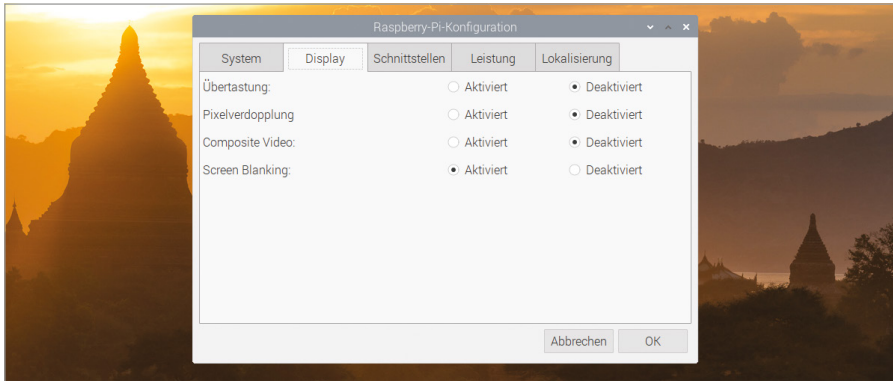 Raspberry-Pi-Konfiguration
System Display Schnittstellen Leistung Lokalisierung
Übertastung: Aktiviert Deaktiviert
Pixelverdopplung Aktiviert Deaktiviert
Composite Video: Aktiviert Deaktiviert
Screen Blanking: Aktiviert Deaktiviert
Abbrechen OK